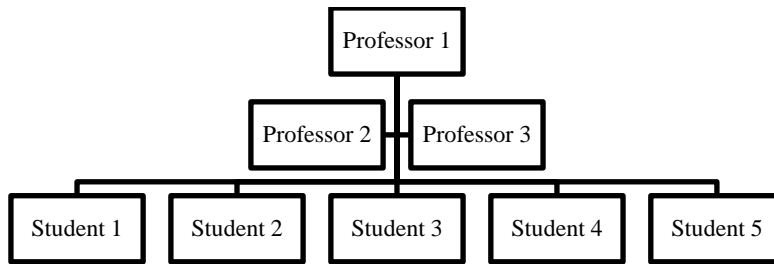 Professor 1
Professor 2
Professor 3
Student 1
Student 2
Student 3
Student 4
Student 5